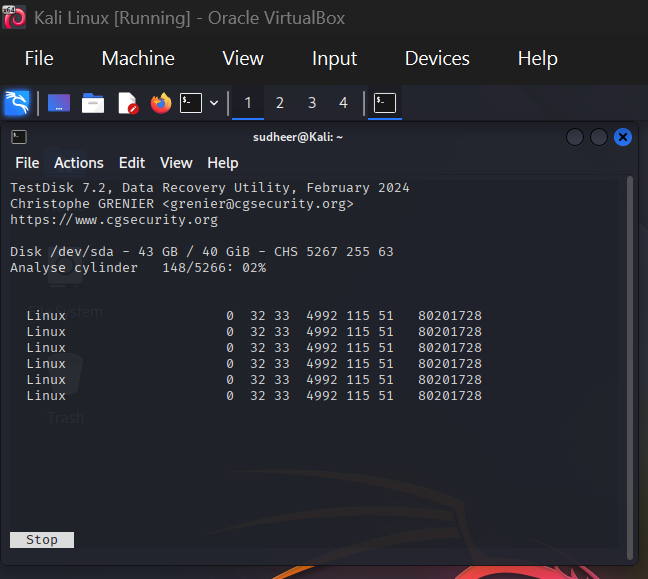 x64
Kali Linux [Running] - Oracle VirtualBox
File Machine View Input Devices Help
1 2 3 4
sudheer@Kali: ~
File Actions Edit View Help
TestDisk 7.2, Data Recovery Utility, February 2024
Christophe GRENIER <grenier@cgsecurity.org>
https://www.cgsecurity.org
Disk /dev/sda - 43 GB / 40 GiB - CHS 5267 255 63
Analyse cylinder 148/5266: 02%
Linux 0 32 33 4992 115 51 80201728
Linux 0 32 33 4992 115 51 80201728
Linux 0 32 33 4992 115 51 80201728
Linux 0 32 33 4992 115 51 80201728
Linux 0 32 33 4992 115 51 80201728
Linux 0 32 33 4992 115 51 80201728
Trash
Stop